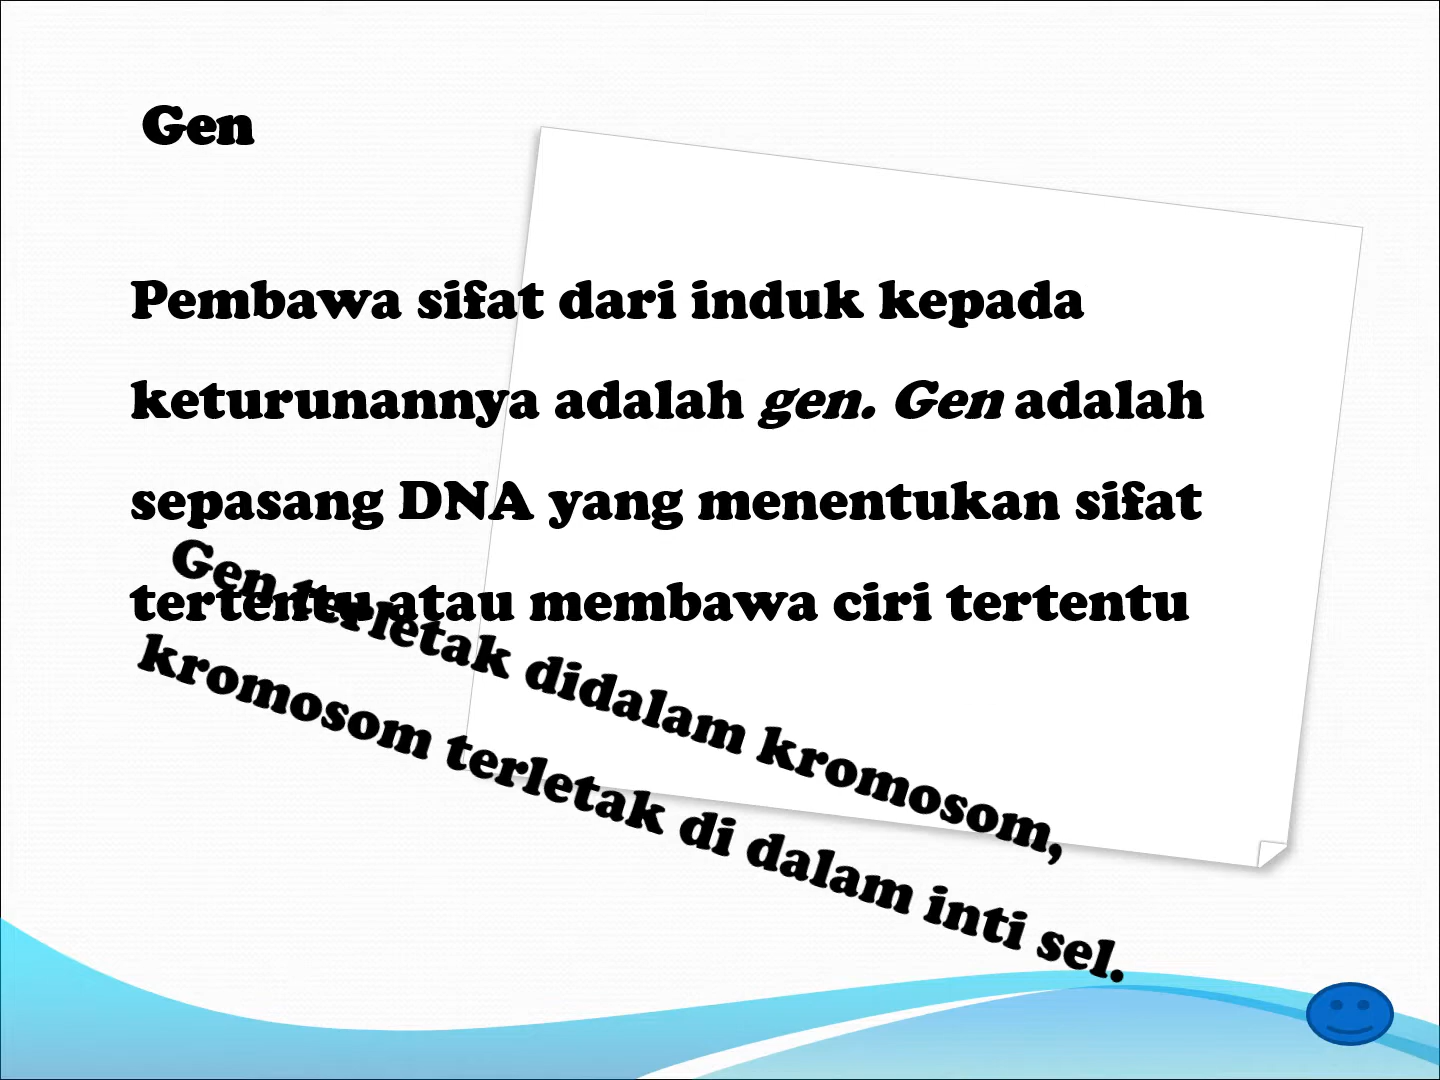 Gen
Pembawa sifat dari induk kepada
keturunannya adalah gen. Gen adalah
sepasang DNA yang menentukan sifat
tertentu atau membawa ciri tertentu
Gen terletak didalam kromosom,
kromosom terletak di dalam inti sel.